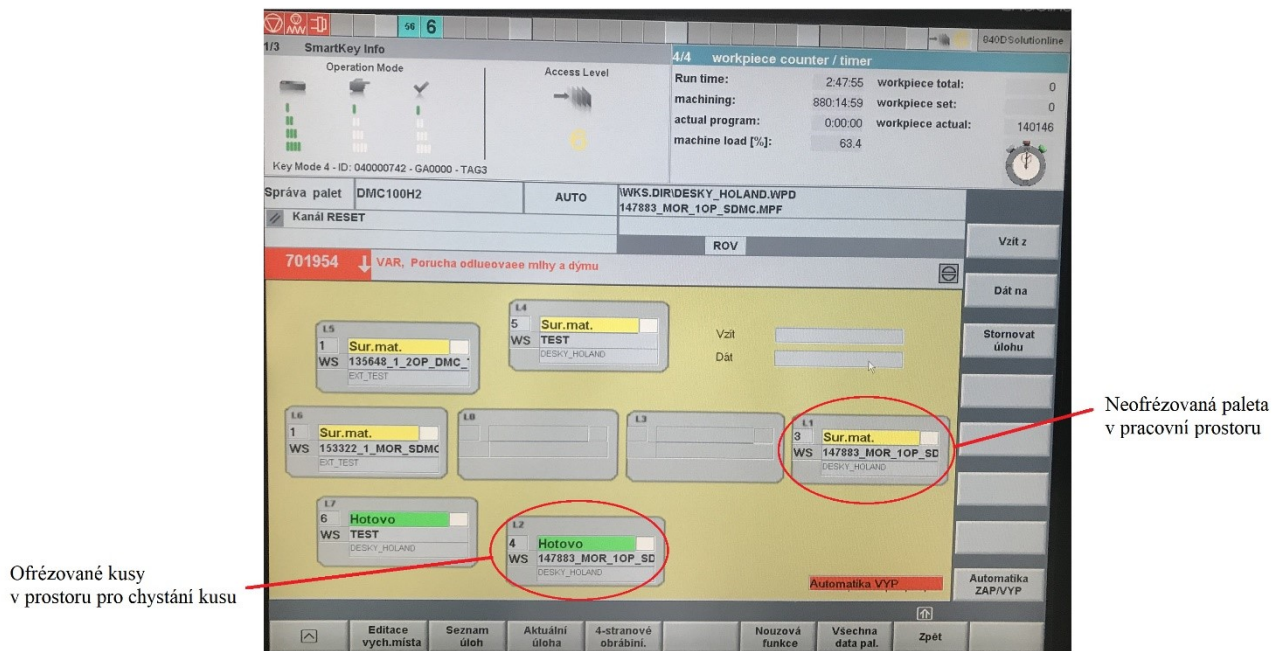 56 6
840D Solutionline
1/3 SmartKey Info
Operation Mode
Access Level
6
Key Mode 4 - ID: 040000742 - GA0000 - TAG3
4/4 workpiece counter / timer
Run time: 2:47:55 workpiece total: 0
machining: 880:14:59 workpiece set: 0
actual program: 0:00:00 workpiece actual: 140146
machine load [%]: 63.4
Správa palet DMC100H2 AUTO
\WKS.DIR\DESKY_HOLAND.WPD
147883_MOR_1OP_SDMC.MPF
Kanál RESET
ROV
701954 VAR, Porucha odlueovaee mlhy a dýmu
Vzít z
Dát na
Stornovat
úlohu
Automatika
ZAP/VYP
L4
5 Sur.mat.
WS TEST
DESKY_HOLAND
Vzít
Dát
L5
1 Sur.mat.
WS 135648_1_2OP_DMC_
EXT_TEST
L6
1 Sur.mat.
WS 153322_1_MOR_SDMC
EXT_TEST
L8
L3
L1
3 Sur.mat.
WS 147883_MOR_1OP_SD
DESKY_HOLAND
Neofrézovaná paleta
v pracovní prostoru
L7
6 Hotovo
WS TEST
DESKY_HOLAND
L2
4 Hotovo
WS 147883_MOR_1OP_SD
DESKY_HOLAND
Ofrézované kusy
v prostoru pro chystání kusu
Automatika VYP
Editace
vych.místa
Seznam
úloh
Aktuální
úloha
4-stranové
obrábiní.
Nouzová
funkce
Všechna
data pal.
Zpét